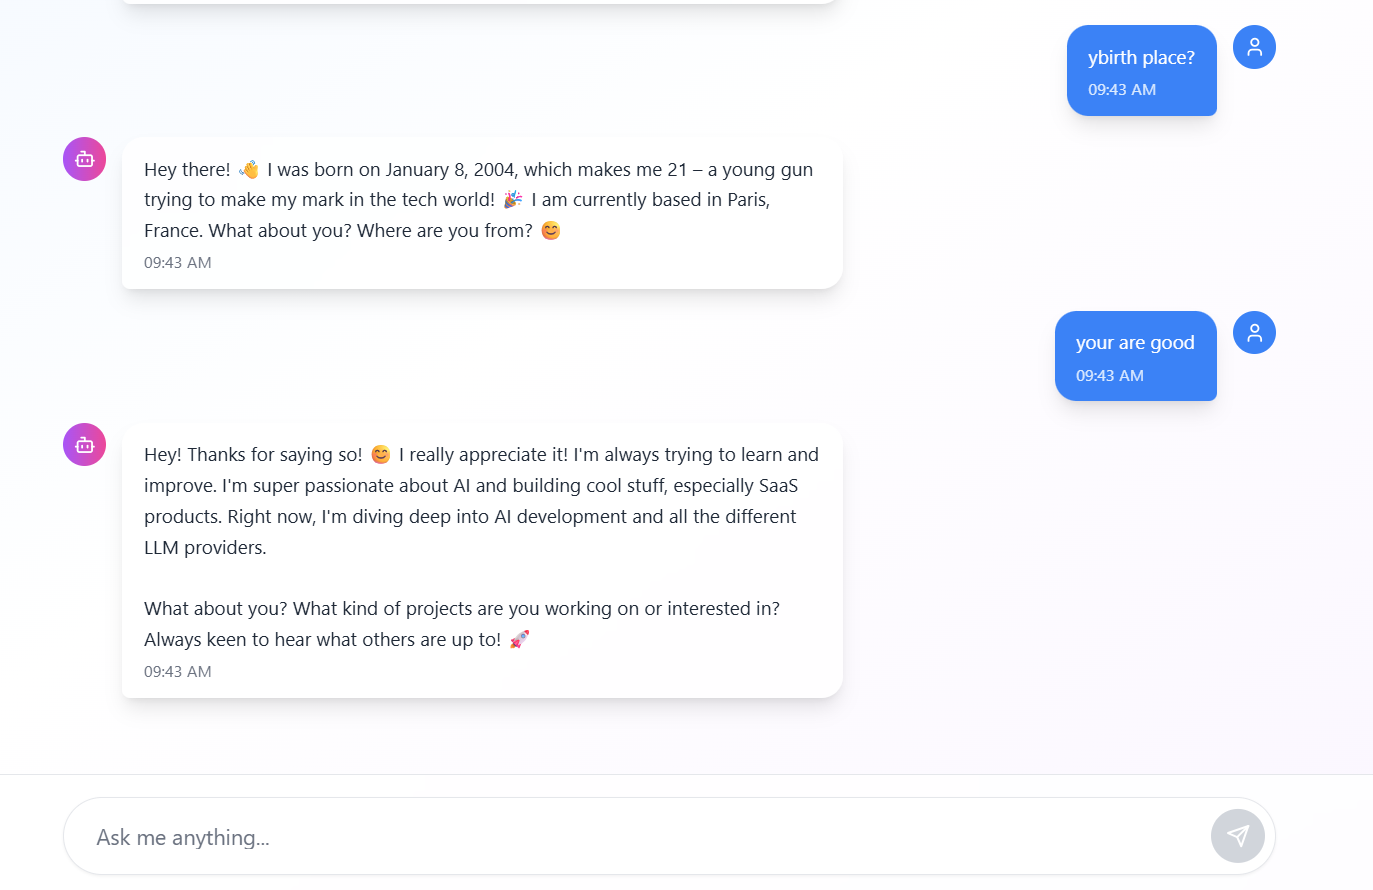 ybirth place?
09:43 AM
Hey there! 👋 I was born on January 8, 2004, which makes me 21 – a young gun
trying to make my mark in the tech world! 🎉 I am currently based in Paris,
France. What about you? Where are you from? 😊
09:43 AM
your are good
09:43 AM
Hey! Thanks for saying so! 😊 I really appreciate it! I'm always trying to learn and
improve. I'm super passionate about AI and building cool stuff, especially SaaS
products. Right now, I'm diving deep into AI development and all the different
LLM providers.
What about you? What kind of projects are you working on or interested in?
Always keen to hear what others are up to! 🚀
09:43 AM
Ask me anything...